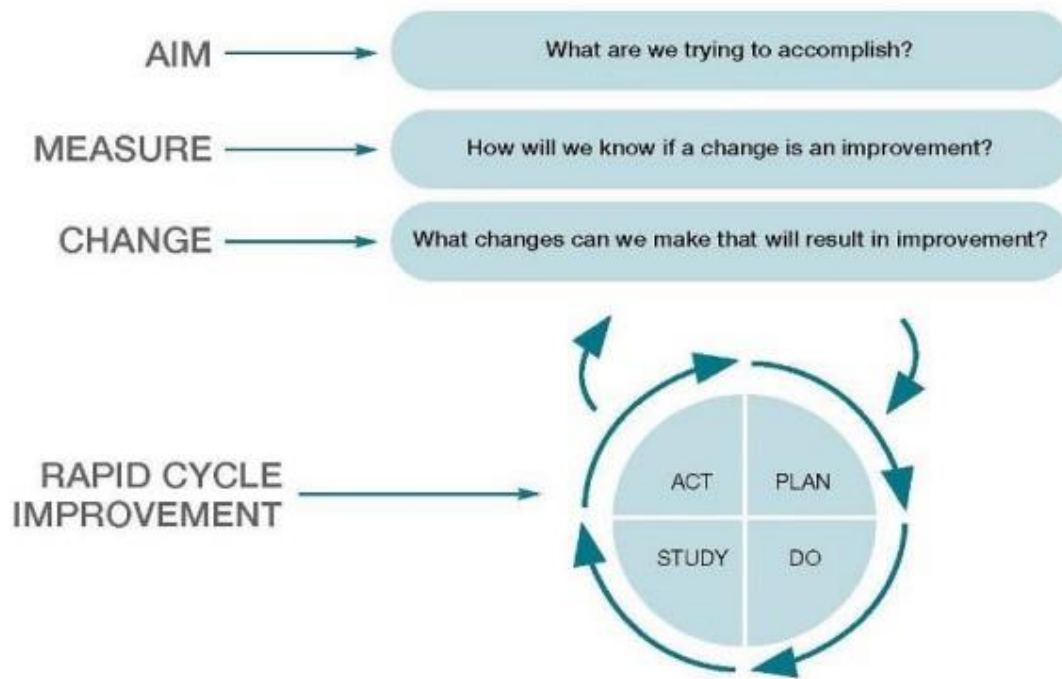 AIM
What are we trying to accomplish?
MEASURE
How will we know if a change is an improvement?
CHANGE
What changes can we make that will result in improvement?
RAPID CYCLE
IMPROVEMENT
ACT
PLAN
STUDY
DO